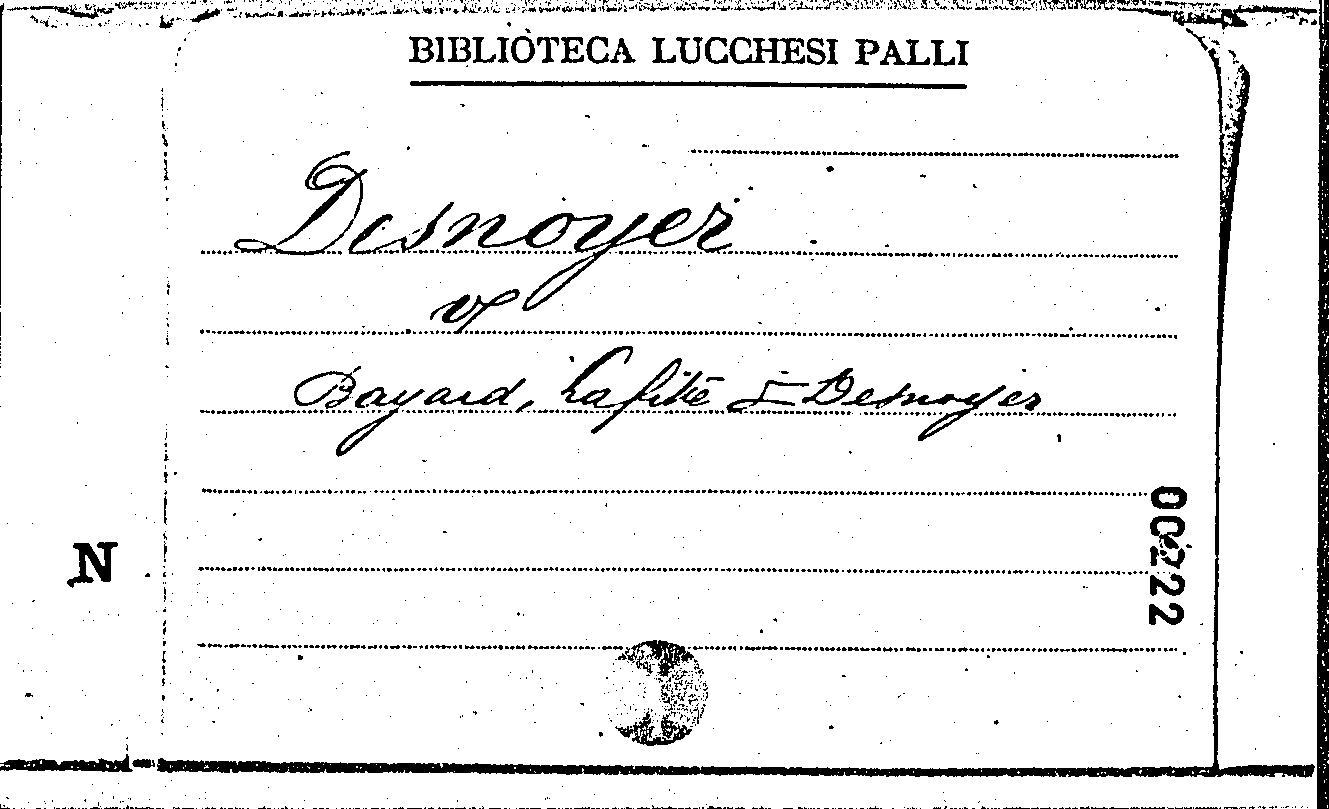 BIBLIOTECA LUCCHESI PALLI
Desnoyer
v.
Bayard, Lafitte & Desnoyer
N
00222